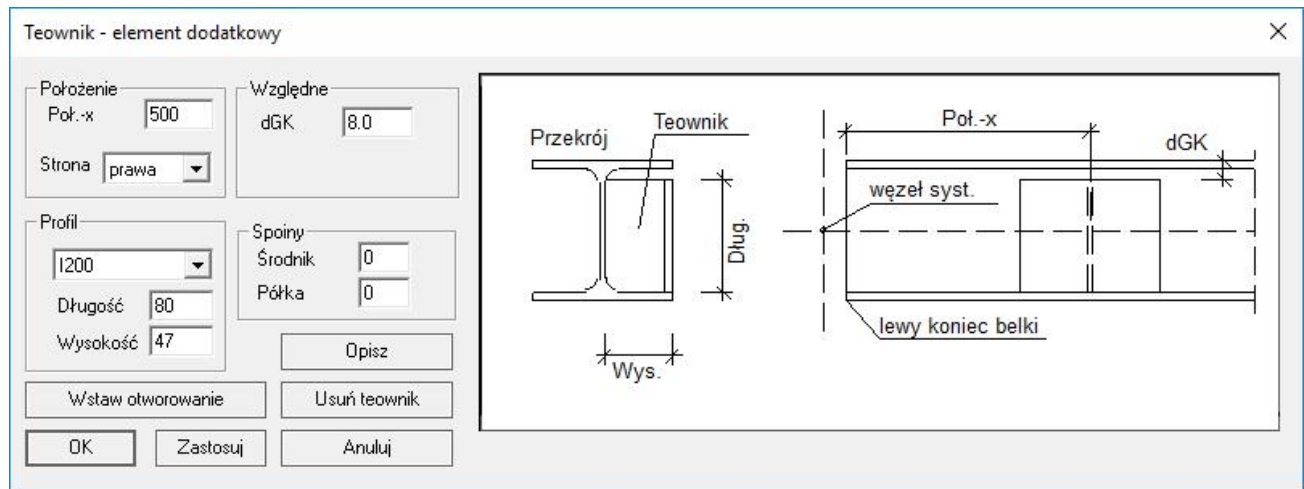 Teownik - element dodatkowy
Położenie
Poł.-x 500
Strona prawa
Względne
dGK 8.0
Profil
I200
Długość 80
Wysokość 47
Spoiny
Środnik 0
Półka 0
Opisz
Wstaw otworowanie
Usuń teownik
OK
Zastosuj
Anuluj
Przekrój
Teownik
Dług.
Wys.
Poł.-x
dGK
węzeł syst.
lewy koniec belki